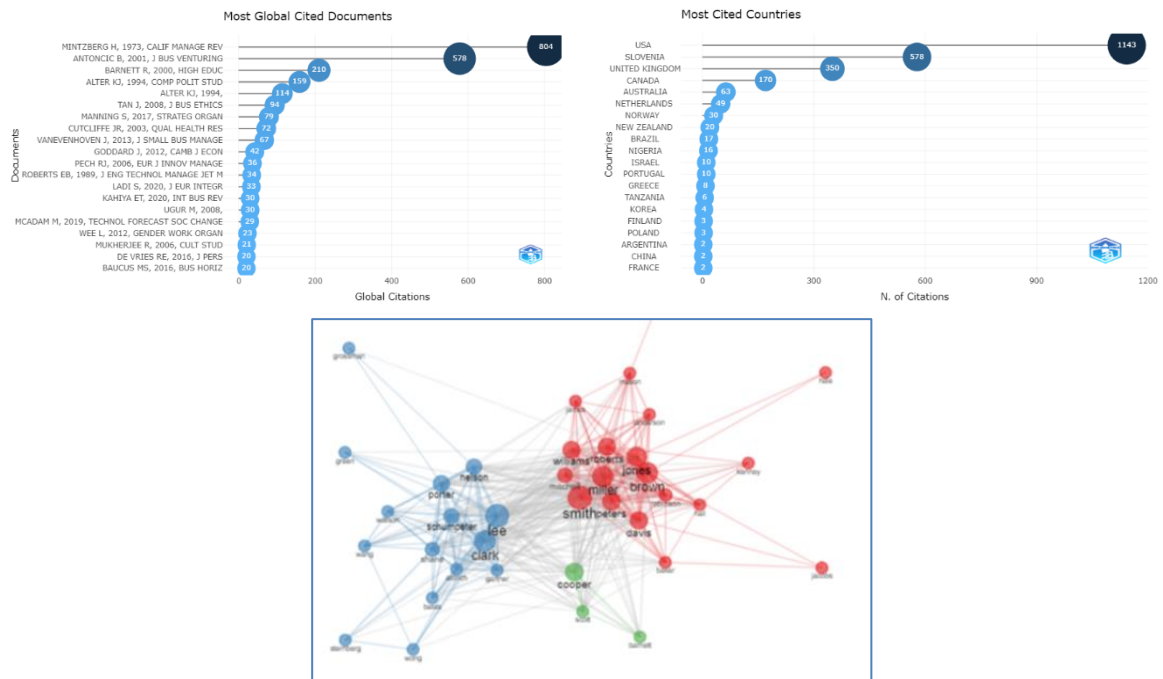 Most Global Cited Documents
MINTZBERG H, 1973, CALIF MANAGE REV
804
ANTONCIC B, 2001, J BUS VENTURING
578
BARNETT R, 2000, HIGH EDUC
210
ALTER KJ, 1994, COMP POLIT STUD
159
ALTER KJ, 1994,
114
TAN J, 2008, J BUS ETHICS
94
MANNING S, 2017, STRATEG ORGAN
79
CUTCLIFFE JR, 2003, QUAL HEALTH RES
72
VANEVENHOVEN J, 2013, J SMALL BUS MANAGE
67
GODDARD J, 2012, CAMB J ECON
42
PECH RJ, 2006, EUR J INNOV MANAGE
36
ROBERTS EB, 1989, J ENG TECHNOL MANAGE JET M
34
LADI S, 2020, J EUR INTEGR
33
KAHIYA ET, 2020, INT BUS REV
30
UGUR M, 2008,
30
MCADAM M, 2019, TECHNOL FORECAST SOC CHANGE
29
WEE L, 2012, GENDER WORK ORGAN
23
MUKHERJEE R, 2006, CULT STUD
21
DE VRIES RE, 2016, J PERS
20
BAUCUS MS, 2016, BUS HORIZ
20
Documents
0 200 400 600 800
Global Citations
Most Cited Countries
USA
1143
SLOVENIA
578
UNITED KINGDOM
350
CANADA
170
AUSTRALIA
63
NETHERLANDS
49
NORWAY
30
NEW ZEALAND
20
BRAZIL
17
NIGERIA
16
ISRAEL
10
PORTUGAL
10
GREECE
8
TANZANIA
6
KOREA
4
FINLAND
3
POLAND
3
ARGENTINA
2
CHINA
2
FRANCE
2
Countries
0 300 600 900 1200
N. of Citations
grossman
green
nelson
porter
schumpeter
lee
clark
wang
sternberg
wong
williams
roberts
jones
miller
brown
smith
peters
davis
anderson
kenney
jacobs
cooper
scott
barnett